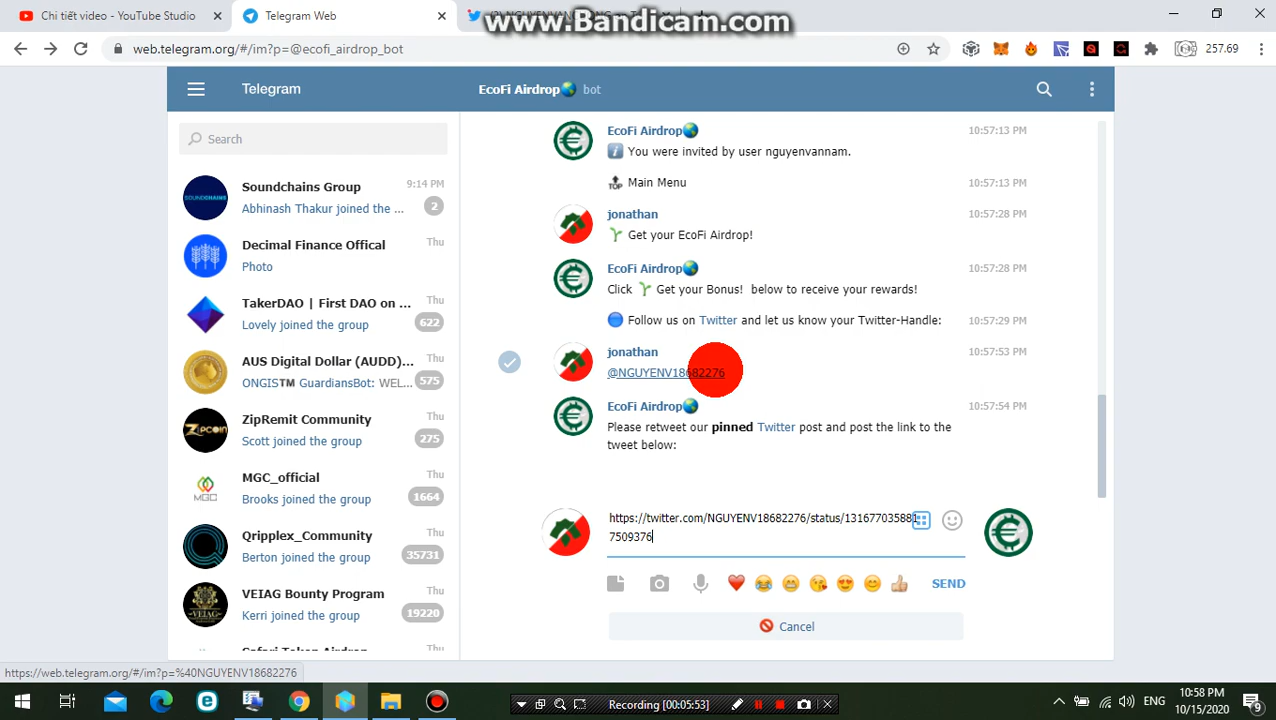 Chi tiết video - YouTube Studio
Telegram Web
www.Bandicam.com
web.telegram.org/#/im?p=@ecofi_airdrop_bot
257.69
Telegram
EcoFi Airdrop🌏 bot
Search
Soundchains Group 9:14 PM
Abhinash Thakur joined the ... 2
Decimal Finance Offical Thu
Photo
TakerDAO | First DAO on ... Thu
Lovely joined the group 622
AUS Digital Dollar (AUDD)... Thu
ONGIS™️ GuardiansBot: WEL... 575
ZipRemit Community Thu
Scott joined the group 275
MGC_official Thu
Brooks joined the group 1664
Qripplex_Community Thu
Berton joined the group 35731
VEIAG Bounty Program Thu
Kerri joined the group 19220
Thu
EcoFi Airdrop🌏 10:57:13 PM
You were invited by user nguyenvannam.
Main Menu 10:57:13 PM
jonathan 10:57:28 PM
Get your EcoFi Airdrop!
EcoFi Airdrop🌏 10:57:28 PM
Click 🌱 Get your Bonus! below to receive your rewards!
Follow us on Twitter and let us know your Twitter-Handle: 10:57:29 PM
jonathan 10:57:53 PM
@NGUYENV18682276
EcoFi Airdrop🌏 10:57:54 PM
Please retweet our pinned Twitter post and post the link to the
tweet below:
https://twitter.com/NGUYENV18682276/status/131677035881
7509376
SEND
Cancel
https://web.telegram.org/#/im?p=%40NGUYENV18682276
Recording [00:05:53]
ENG
10:58 PM
10/15/2020
9